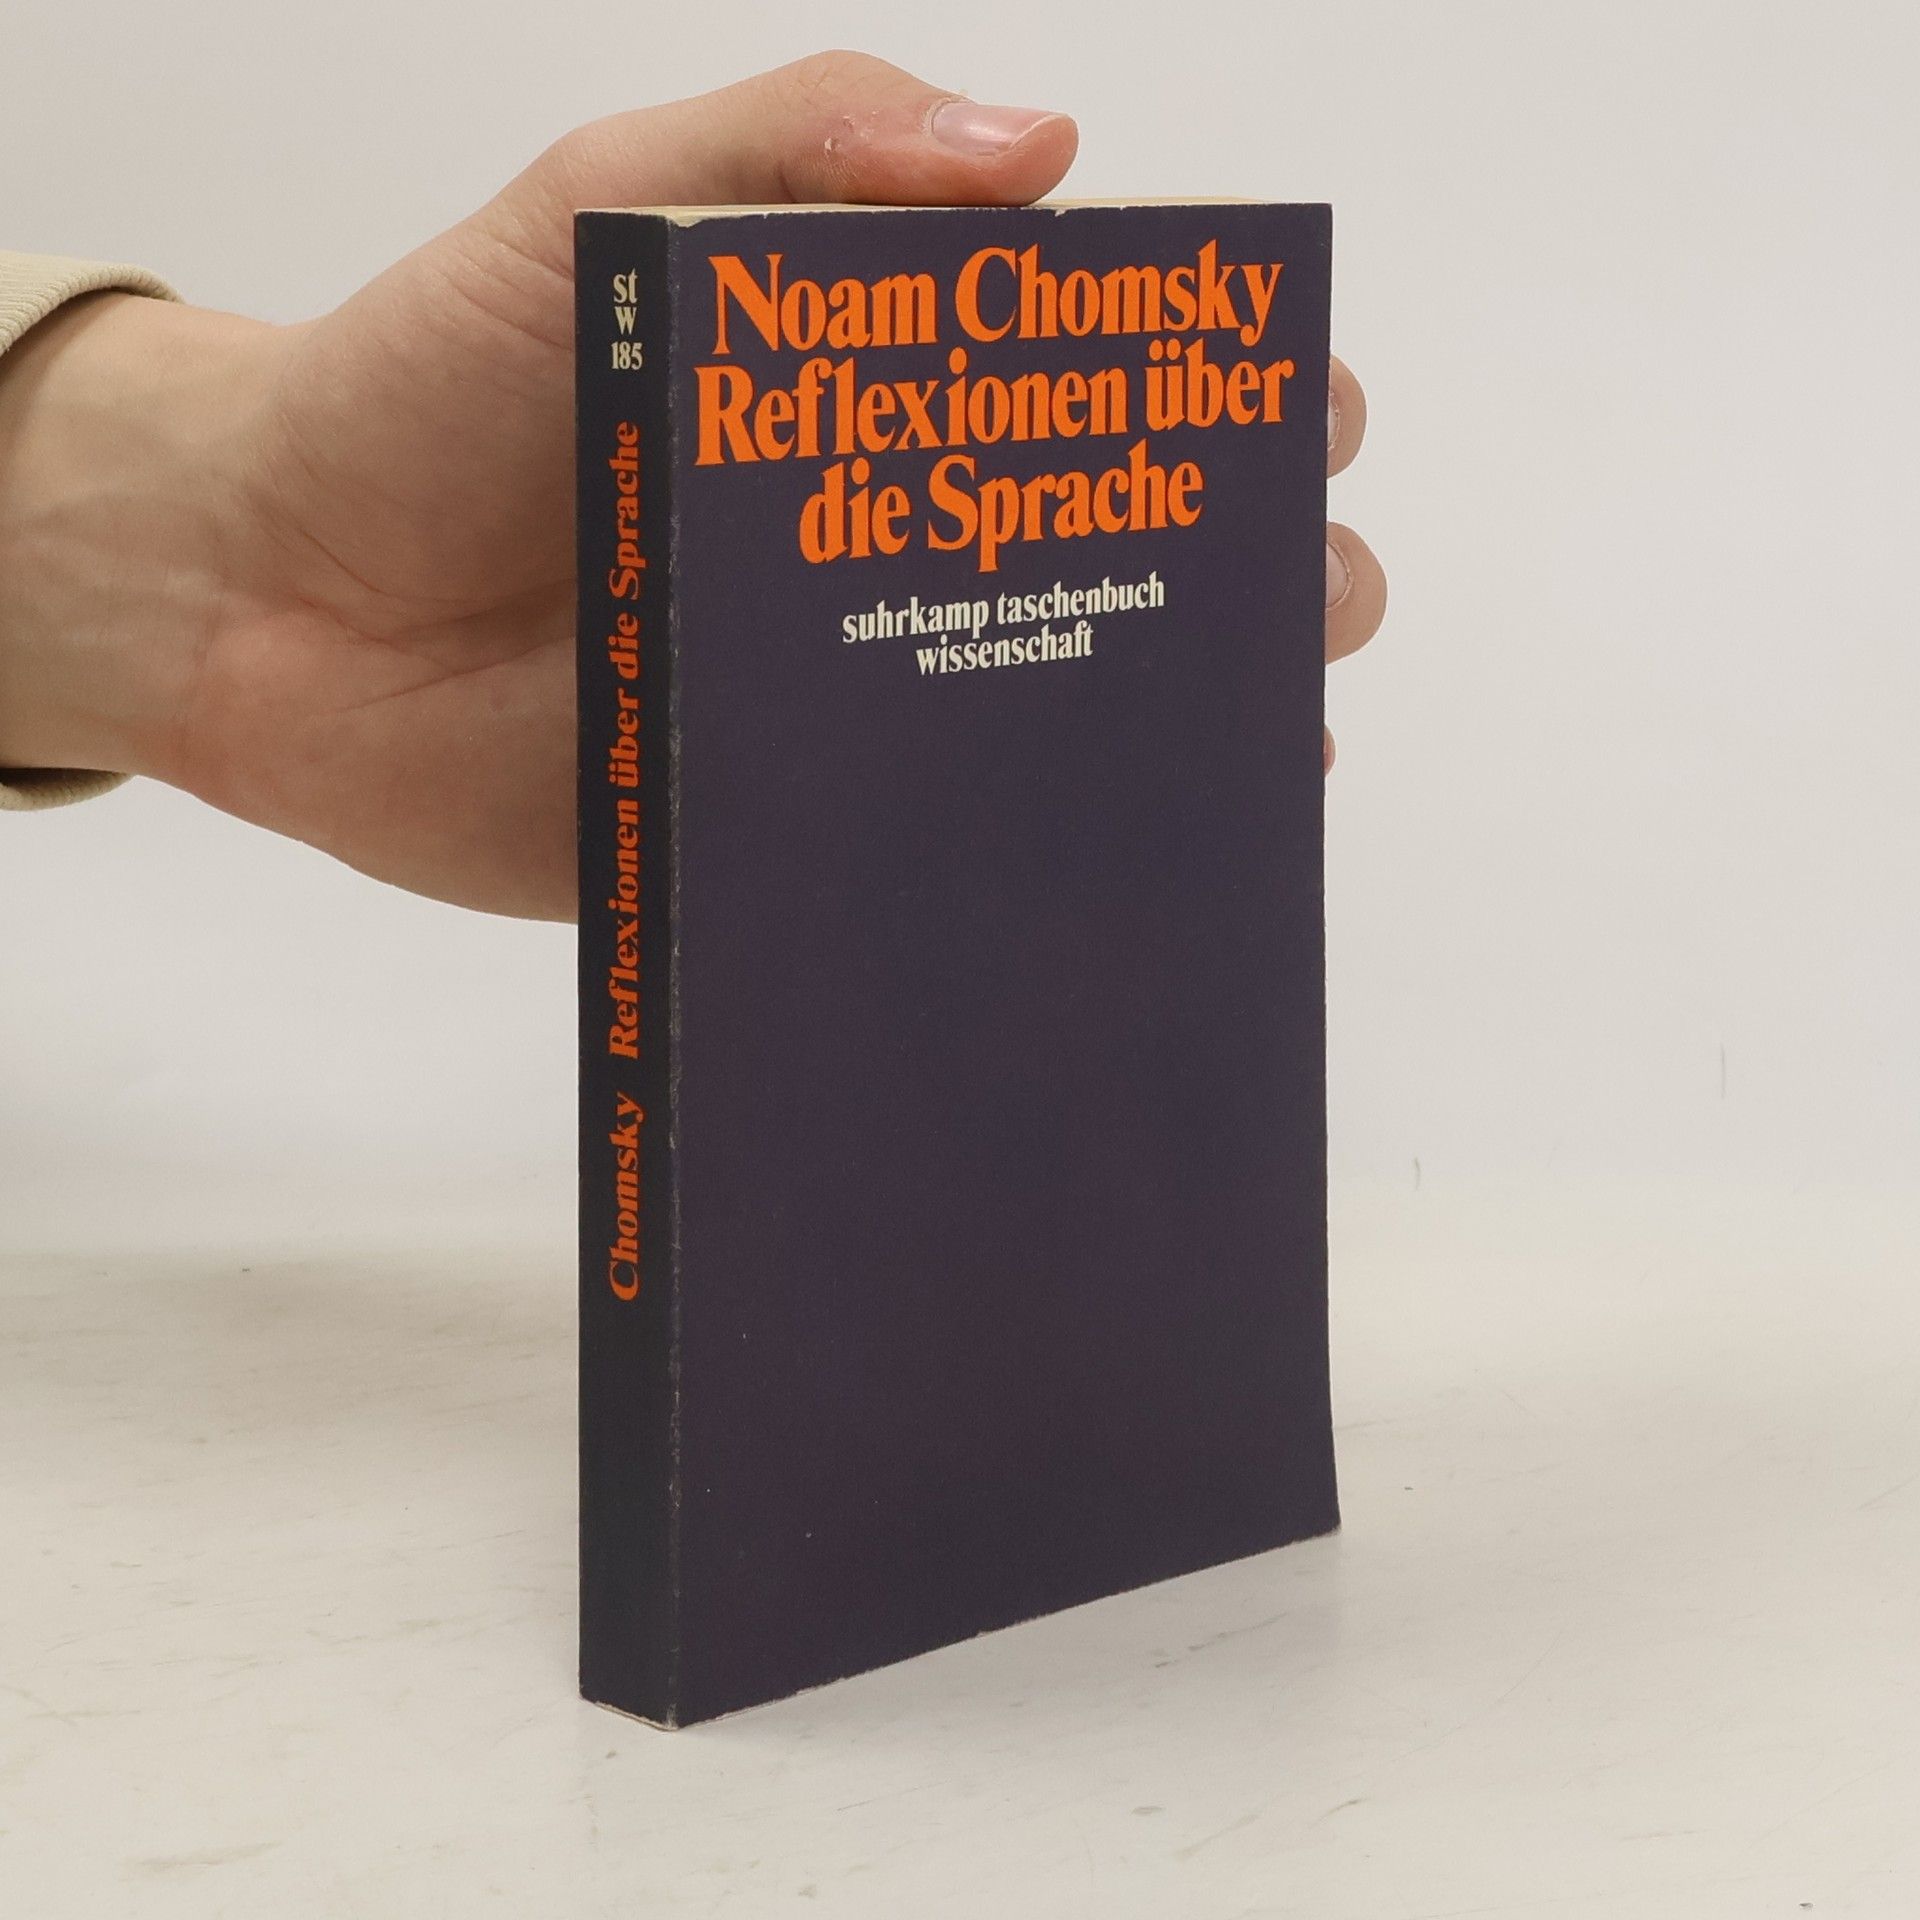 st
w
185
Chomsky Reflexionen über die Sprache
Noam Chomsky
Reflexionen über
die Sprache
suhrkamp taschenbuch
wissenschaft